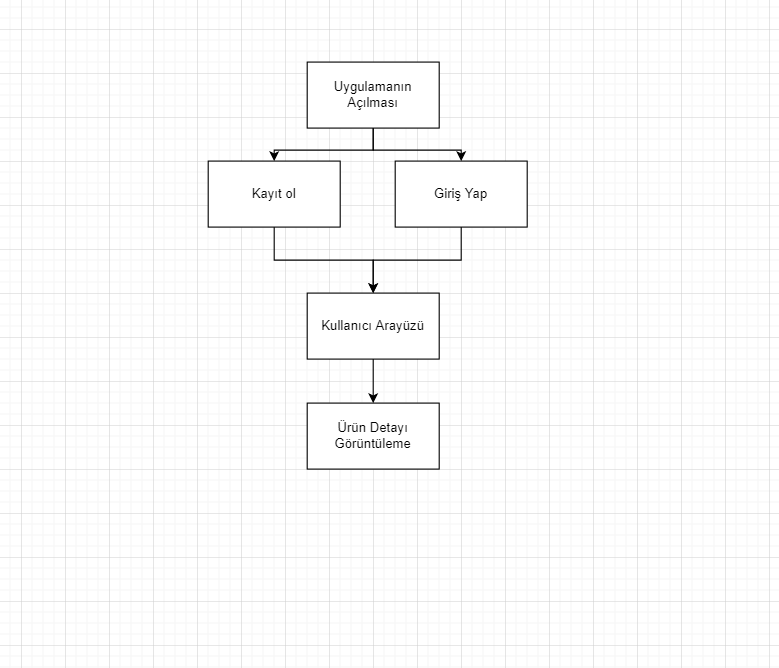 Uygulamanın
Açılması
Kayıt ol
Giriş Yap
Kullanıcı Arayüzü
Ürün Detayı
Görüntüleme